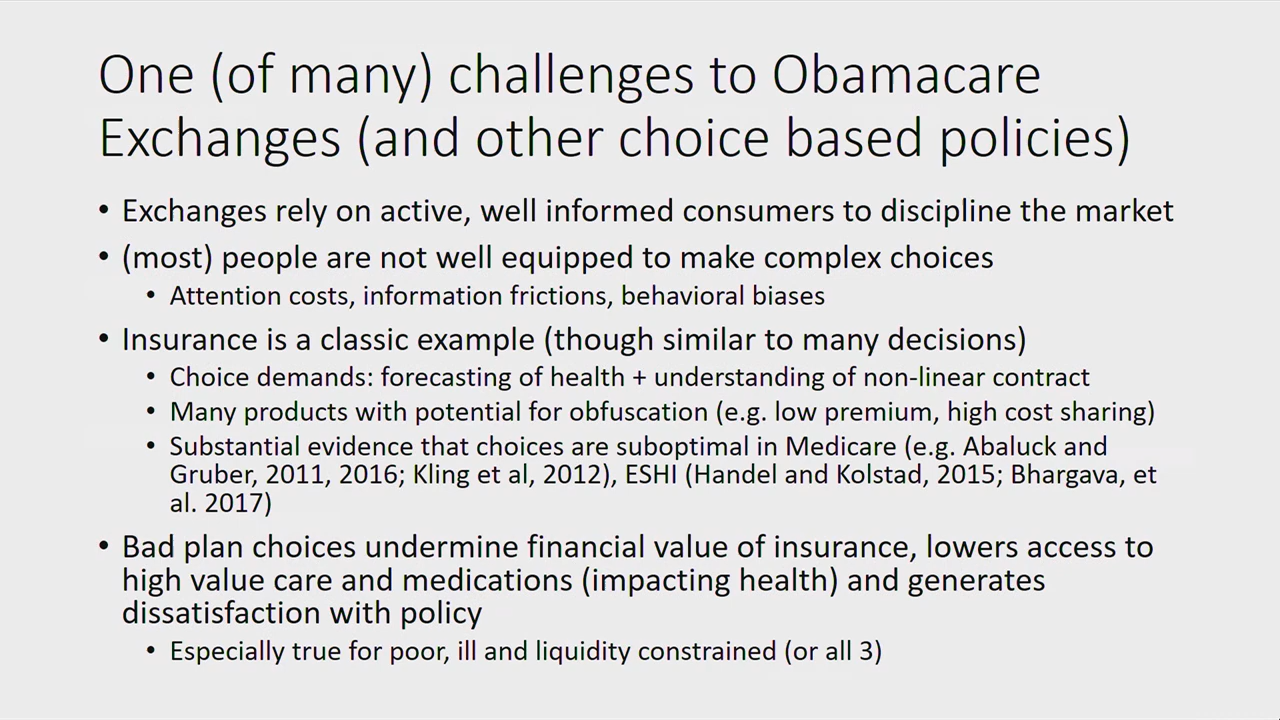 One (of many) challenges to Obamacare
Exchanges (and other choice based policies)
• Exchanges rely on active, well informed consumers to discipline the market
• (most) people are not well equipped to make complex choices
• Attention costs, information frictions, behavioral biases
• Insurance is a classic example (though similar to many decisions)
• Choice demands: forecasting of health + understanding of non-linear contract
• Many products with potential for obfuscation (e.g. low premium, high cost sharing)
• Substantial evidence that choices are suboptimal in Medicare (e.g. Abaluck and
Gruber, 2011, 2016; Kling et al, 2012), ESHI (Handel and Kolstad, 2015; Bhargava, et
al. 2017)
• Bad plan choices undermine financial value of insurance, lowers access to
high value care and medications (impacting health) and generates
dissatisfaction with policy
• Especially true for poor, ill and liquidity constrained (or all 3)